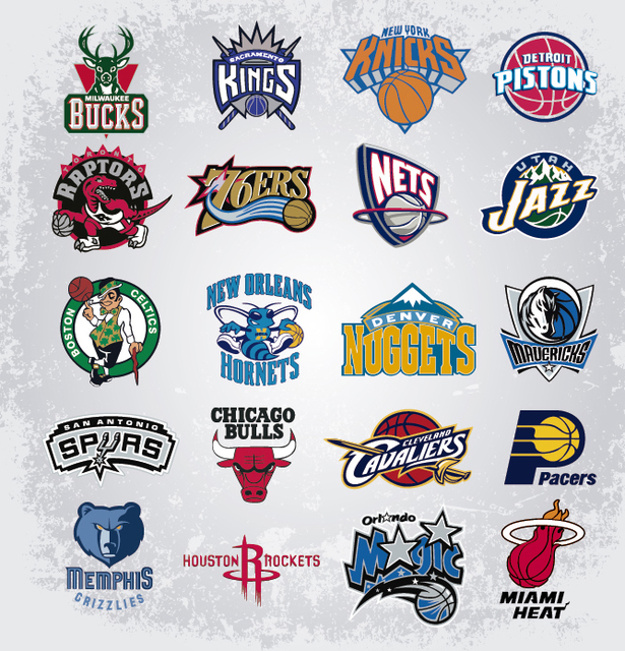 MILWAUKEE
BUCKS
SACRAMENTO
KINGS
NEW YORK
KNICKS
DETROIT
PISTONS
TORONTO
RAPTORS
76ERS
NETS
UTAH
JAZZ
BOSTON
CELTICS
NEW ORLEANS
HORNETS
DENVER
NUGGETS
MAVERICKS
SAN ANTONIO
SPURS
CHICAGO
BULLS
CLEVELAND
CAVALIERS
Pacers
MEMPHIS
GRIZZLIES
HOUSTON ROCKETS
Orlando
Magic
MIAMI
HEAT